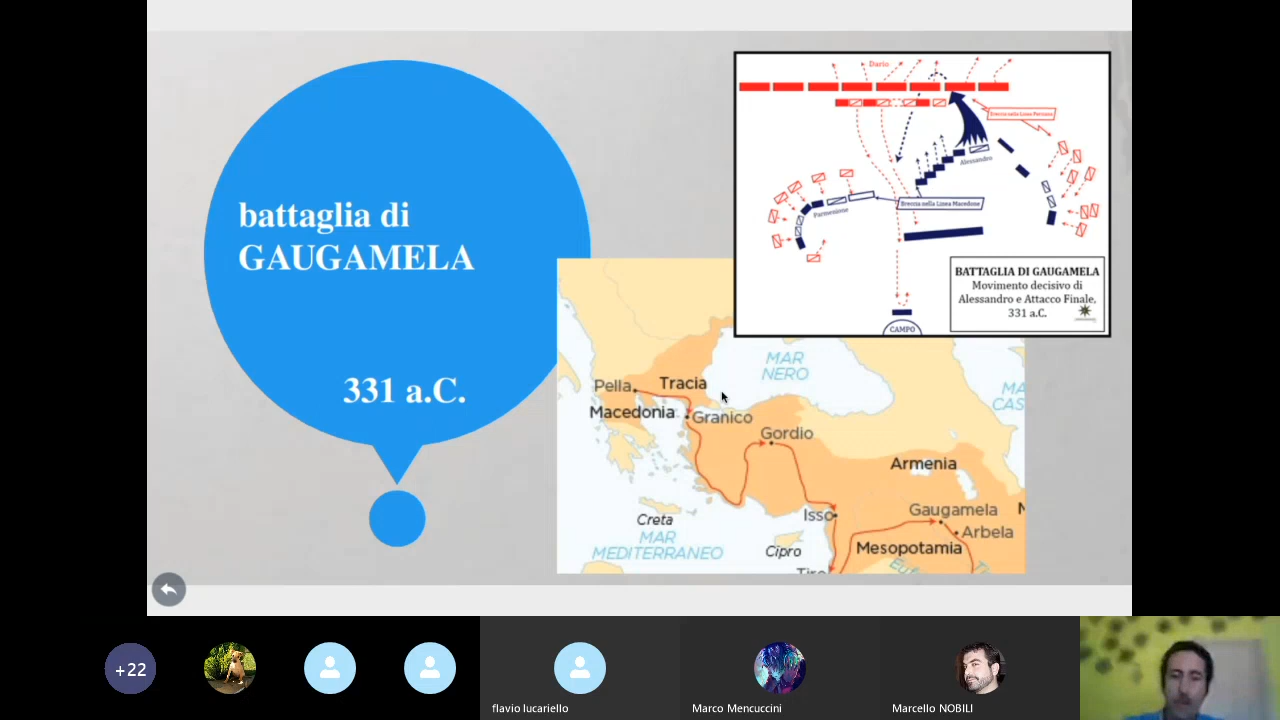 battaglia di
GAUGAMELA
331 a.C.
Dario
Breccia nella Linea Persiana
Alessandro
Parmenione
Breccia nella Linea Macedone
BATTAGLIA DI GAUGAMELA
Movimento decisivo di
Alessandro e Attacco Finale,
331 a.C.
CAMPO
MAR
NERO
MA
CAS
Pella
Tracia
Macedonia
Granico
Gordio
Armenia
Isso
Gaugamela
Arbela
Creta
MAR
MEDITERRANEO
Cipro
Mesopotamia
+22
flavio lucariello
Marco Mencuccini
Marcello NOBILI